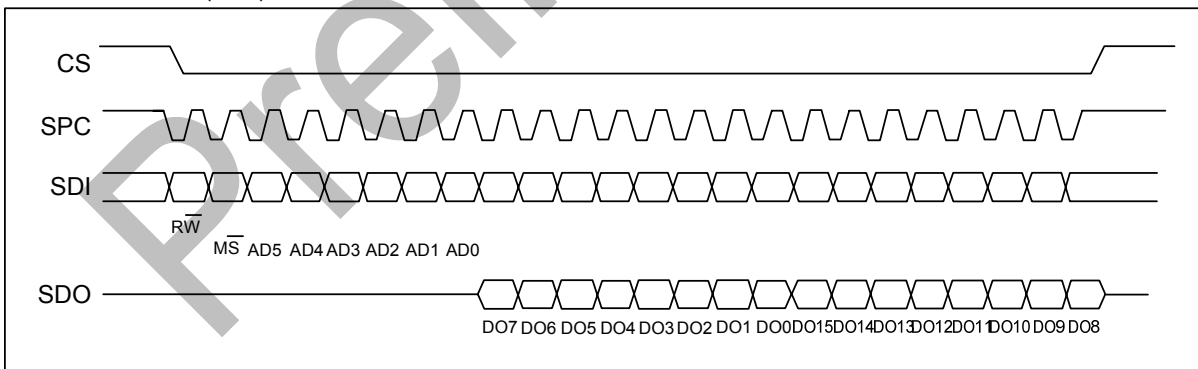 CS
SPC
SDI
RW
MS AD5 AD4 AD3 AD2 AD1 AD0
SDO
DO7 DO6 DO5 DO4 DO3 DO2 DO1 DO0 DO15 DO14 DO13 DO12 DO11 DO10 DO9 DO8